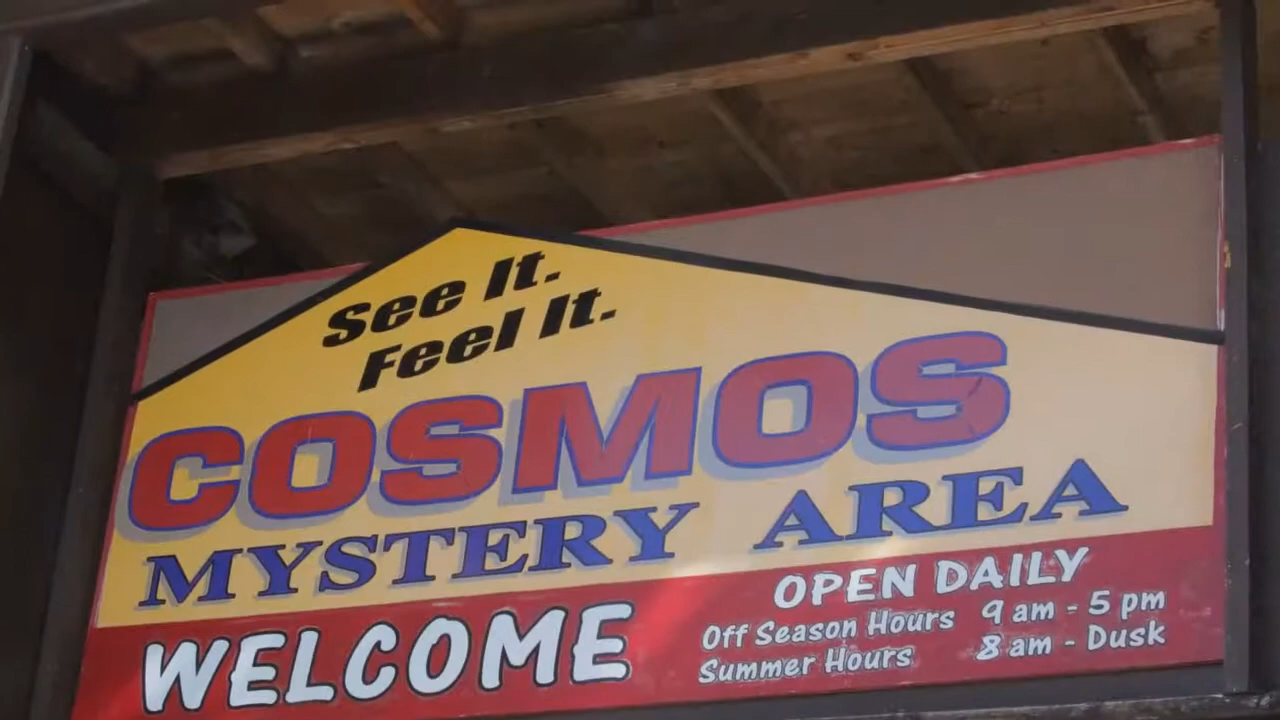 See It.
Feel It.
COSMOS
MYSTERY AREA
WELCOME
OPEN DAILY
Off Season Hours 9 am - 5 pm
Summer Hours 8 am - Dusk